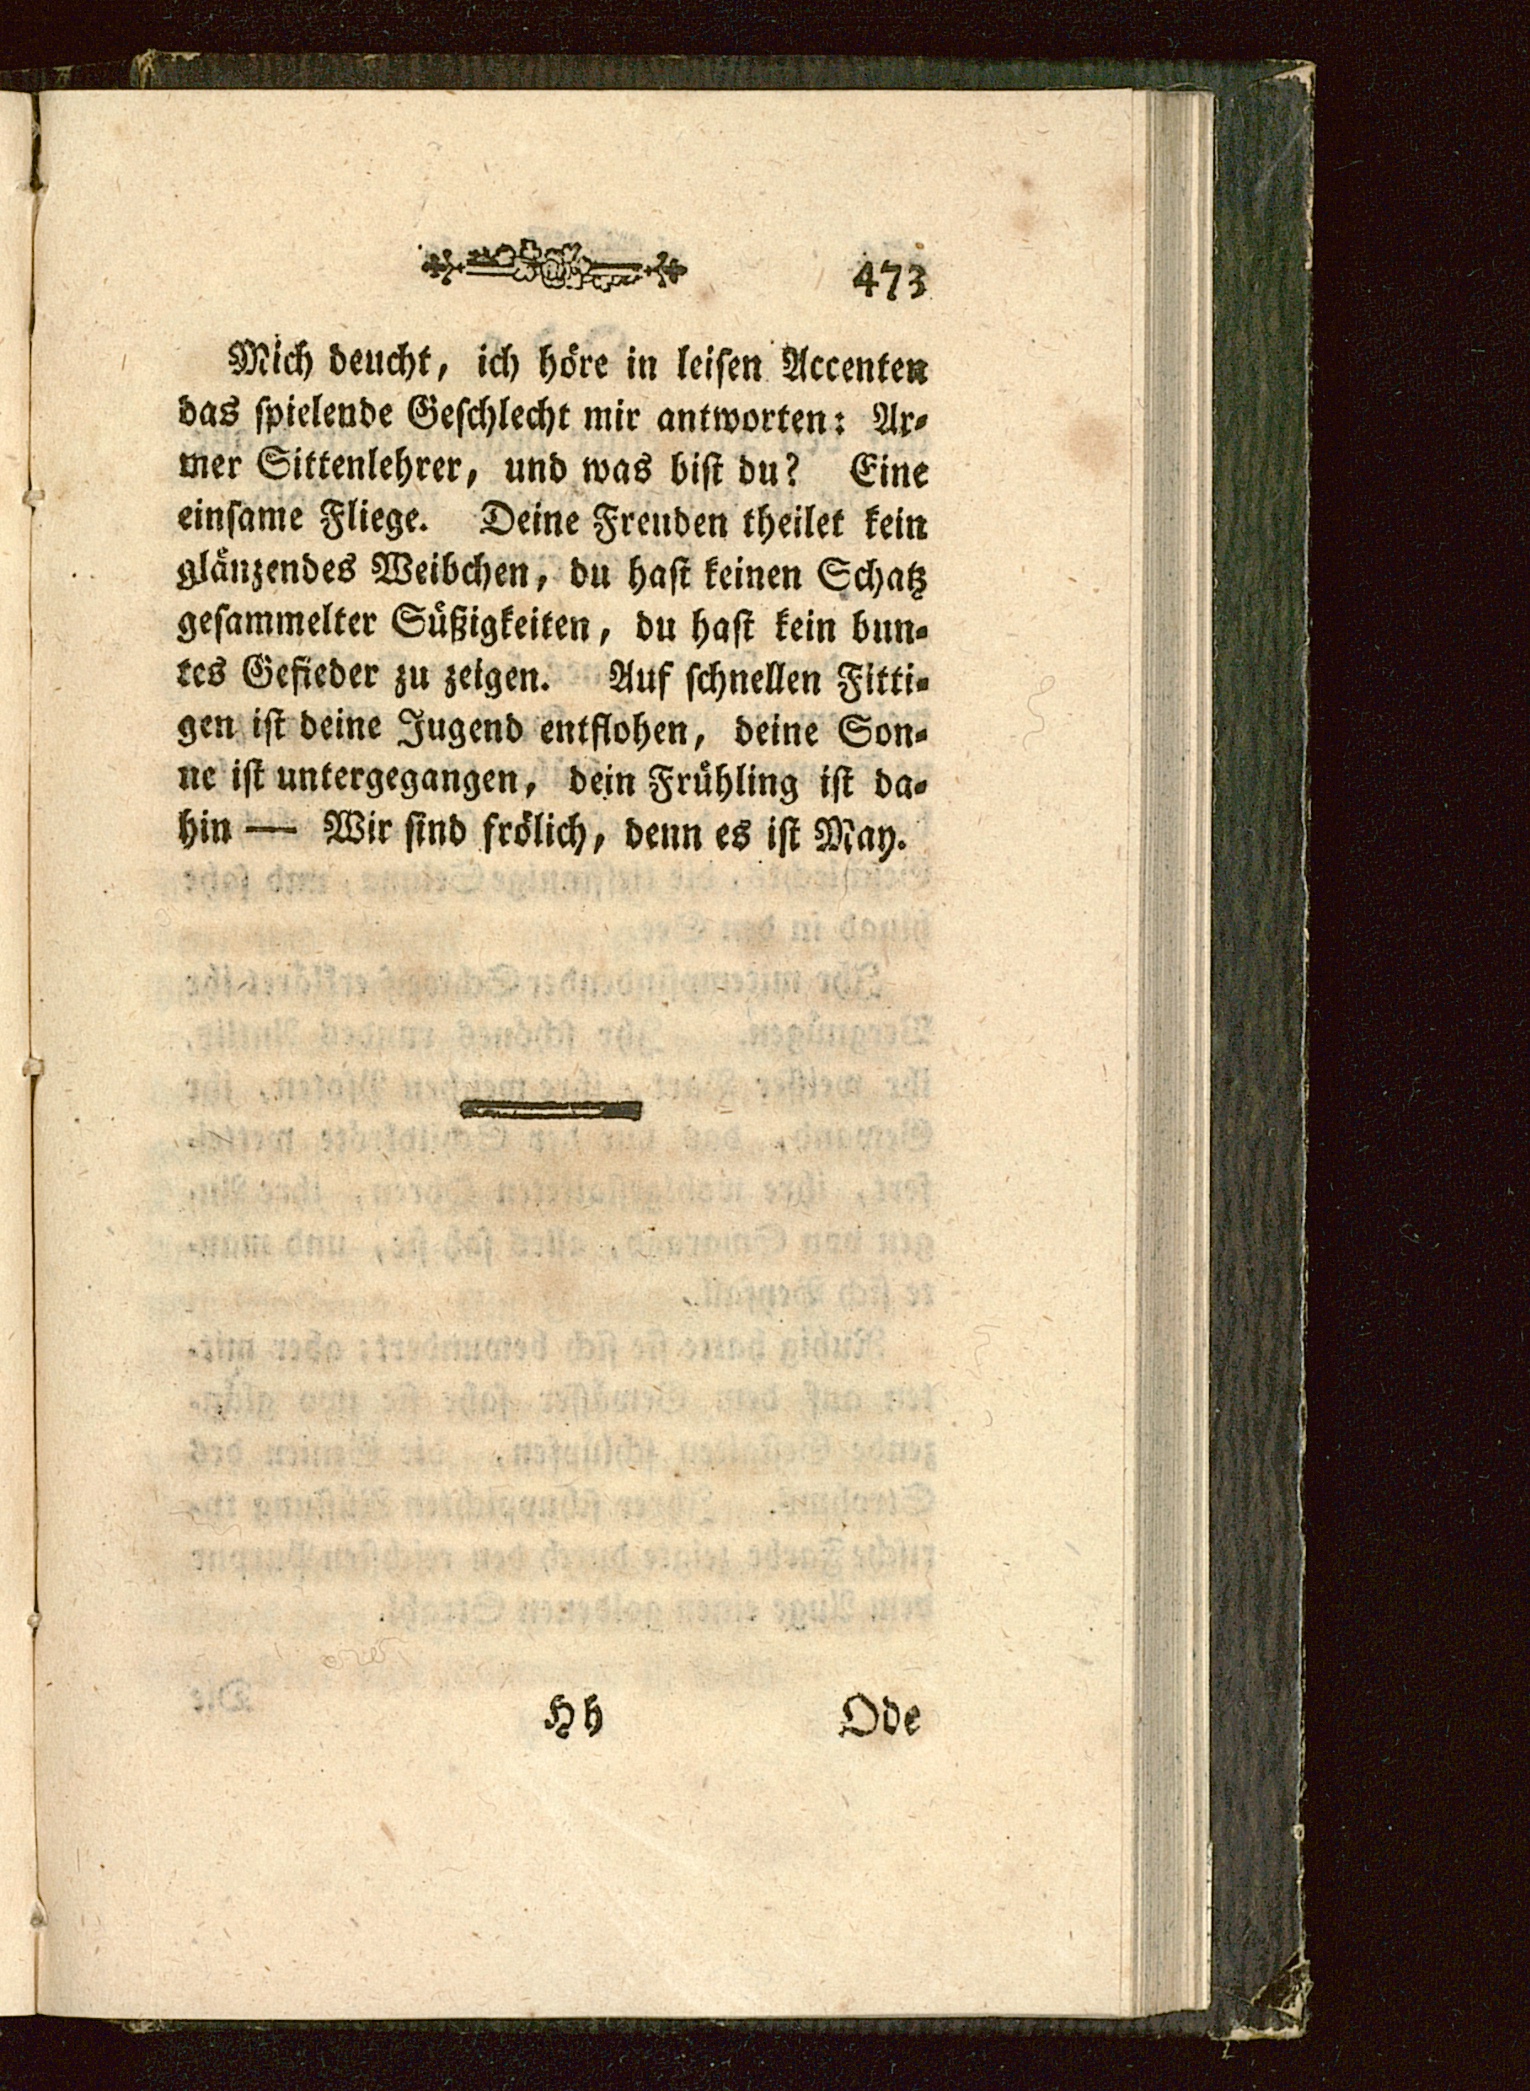 473
Mich deucht, ich höre in leisen Accenten
das spielende Geschlecht mir antworten: Ar-
mer Sittenlehrer, und was bist du? Eine
einsame Fliege. Deine Freuden theilet kein
glänzendes Weibchen, du hast keinen Schatz
gesammelter Süßigkeiten, du hast kein bun-
tes Gefieder zu zeigen. Auf schnellen Fitti-
gen ist deine Jugend entflohen, deine Son-
ne ist untergegangen, dein Frühling ist da-
hin — Wir sind frölich, denn es ist May.
Hh Ode